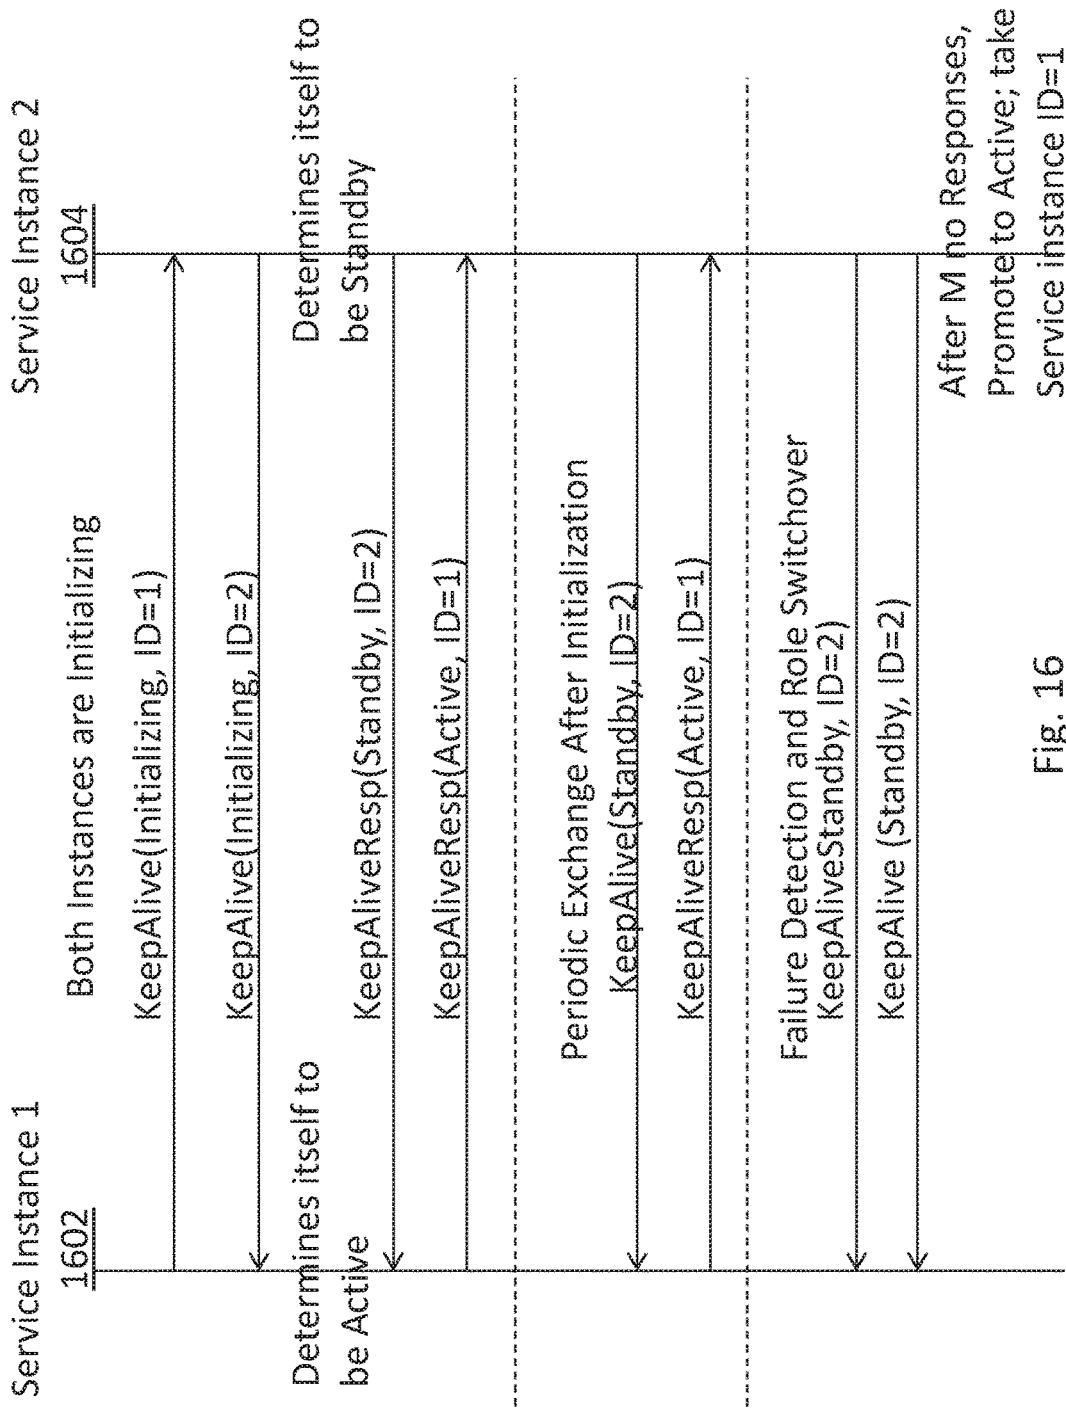 Service Instance 1
Service Instance 2
1602
1604
Both Instances are Initializing
KeepAlive(Initializing, ID=1)
KeepAlive(Initializing, ID=2)
Determines itself to
be Active
Determines itself to
be Standby
KeepAliveResp(Standby, ID=2)
KeepAliveResp(Active, ID=1)
Periodic Exchange After Initialization
KeepAlive(Standby, ID=2)
KeepAliveResp(Active, ID=1)
Failure Detection and Role Switchover
KeepAliveStandby, ID=2)
KeepAlive (Standby, ID=2)
After M no Responses,
Promote to Active; take
Service instance ID=1
Fig. 16